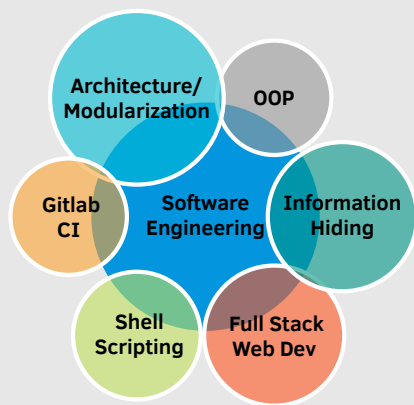 Architecture/
Modularization
OOP
Gitlab
CI
Software
Engineering
Information
Hiding
Shell
Scripting
Full Stack
Web Dev